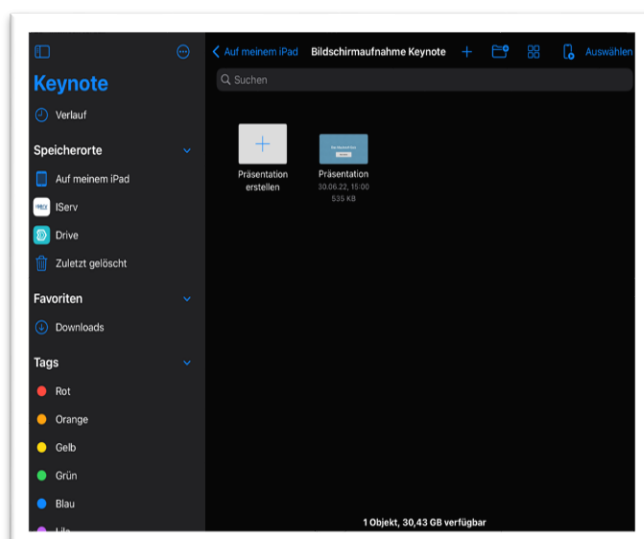 Keynote
Verlauf
Speicherorte
Auf meinem iPad
IServ
Drive
Zuletzt gelöscht
Favoriten
Downloads
Tags
Rot
Orange
Gelb
Grün
Blau
Lila
Auf meinem iPad Bildschirmaufnahme Keynote Auswählen
Suchen
Präsentation
erstellen
Präsentation
30.06.22, 15:00
535 KB
1 Objekt, 30,43 GB verfügbar